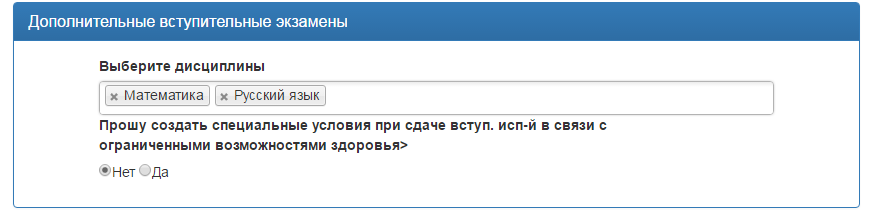 Дополнительные вступительные экзамены
Выберите дисциплины
× Математика × Русский язык
Прошу создать специальные условия при сдаче вступ. исп-й в связи с
ограниченными возможностями здоровья>
Нет Да